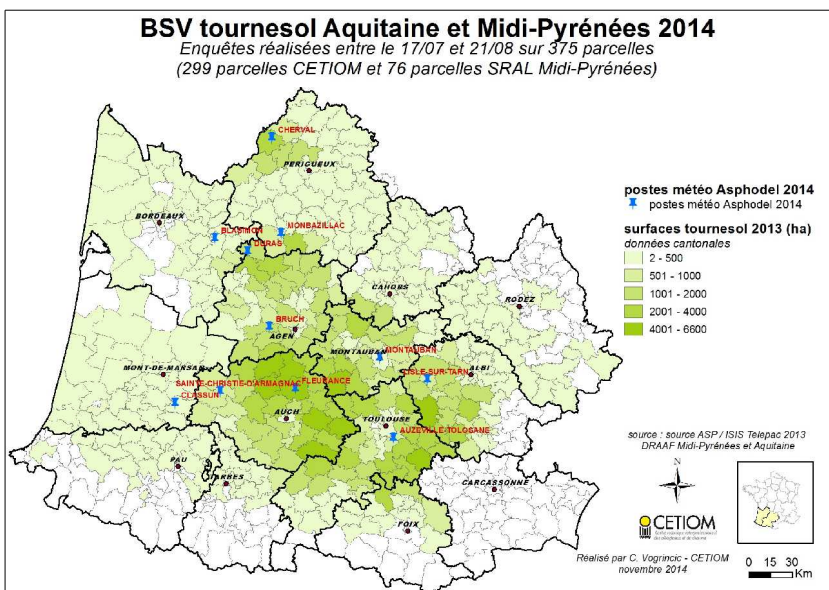 BSV tournesol Aquitaine et Midi-Pyrénées 2014
Enquêtes réalisées entre le 17/07 et 21/08 sur 375 parcelles
(299 parcelles CETIOM et 76 parcelles SRAL Midi-Pyrénées)
CHERVAL
PERIGUEUX
BORDEAUX
BLASIMON
MONBAZILLAC
DURAS
CAHORS
RODEZ
BRUCH
AGEN
MONTAUBAN
MONTAUBAN
MONT-DE-MARSAN
LISLE-SUR-TARN
ALBI
SAINTE-CHRISTIE-D'ARMAGNAC
FLEURANCE
CLASSUN
AUCH
TOULOUSE
AUZEVILLE-TOLOSANE
PAU
TARBES
CARCASSONNE
FOIX
postes météo Asphodel 2014
postes météo Asphodel 2014
surfaces tournesol 2013 (ha)
données cantonales
2 - 500
501 - 1000
1001 - 2000
2001 - 4000
4001 - 6600
source : source ASP / ISIS Telepac 2013
DRAAF Midi-Pyrénées et Aquitaine
N
CETIOM
Réalisé par C. Vogrincic - CETIOM
novembre 2014
0 15 30
Km